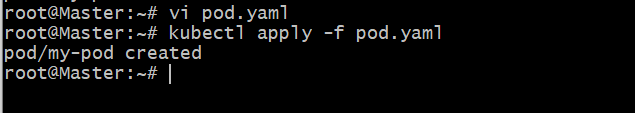 root@Master:~# vi pod.yaml
root@Master:~# kubectl apply -f pod.yaml
pod/my-pod created
root@Master:~#